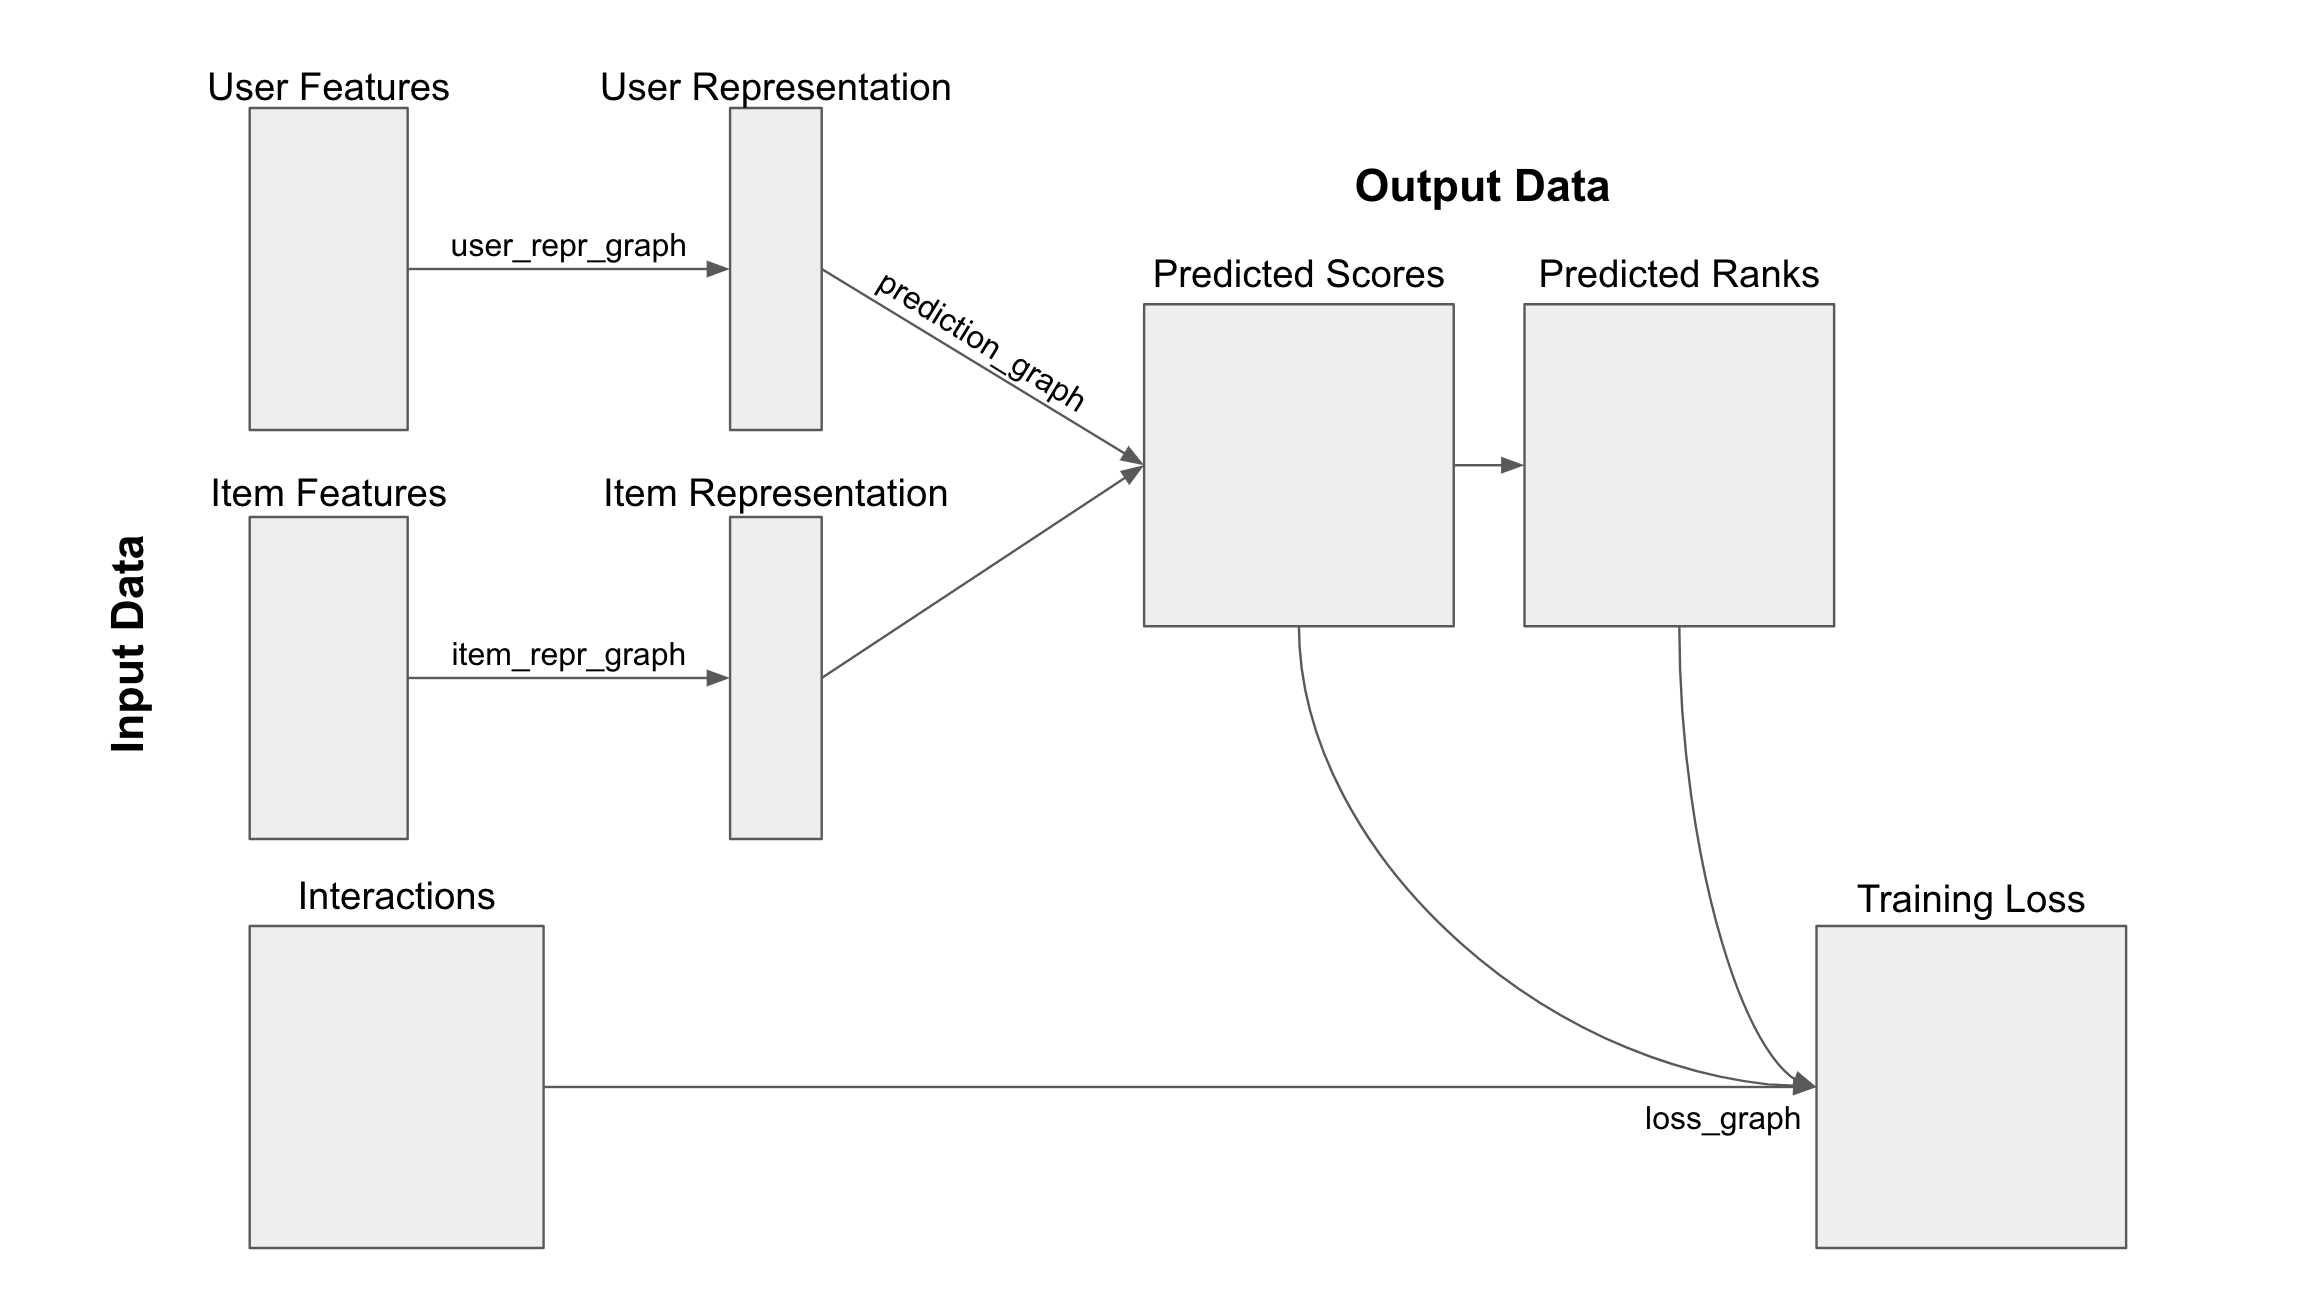 User Features
User Representation
user_repr_graph
prediction_graph
Output Data
Predicted Scores
Predicted Ranks
Input Data
Item Features
Item Representation
item_repr_graph
Interactions
Training Loss
loss_graph